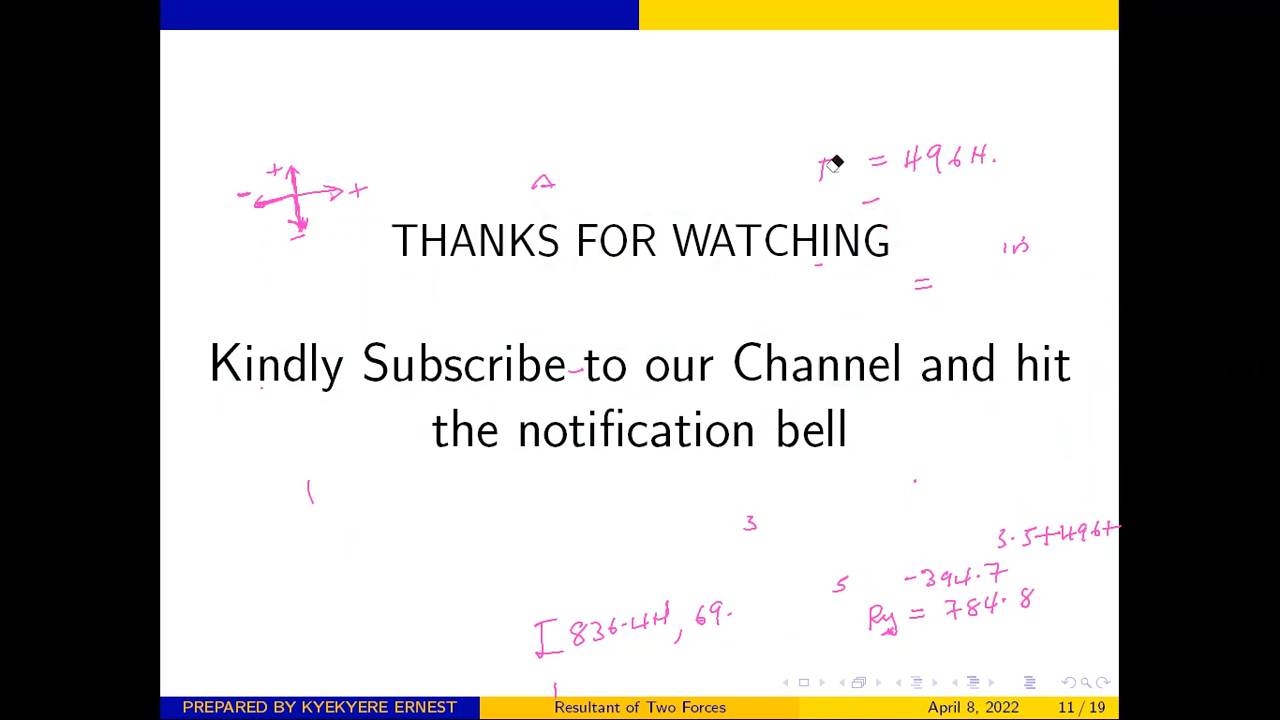 = 496N.
+
- +
-
A
THANKS FOR WATCHING
=
Kindly Subscribe to our Channel and hit
the notification bell
3
3.5+496+
5
-394.7
Ry = 784.8
[836.4N, 69.
PREPARED BY KYEKYERE ERNEST Resultant of Two Forces April 8, 2022 11 / 19